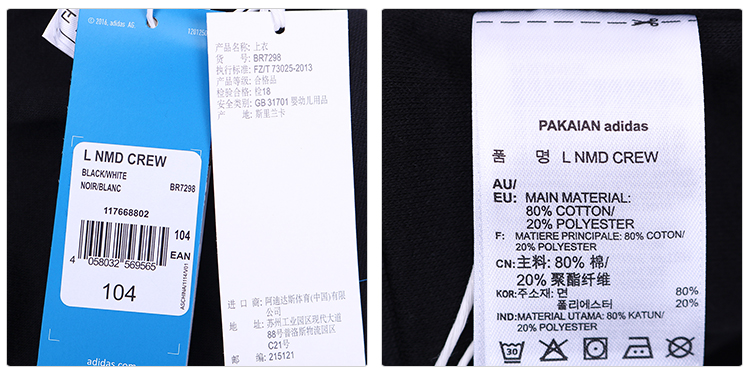 © 2016. adidas AG.
L NMD CREW
BLACK/WHITE
NOIR/BLANC
BR7298
117668802
104
EAN
4 058032 569565
104
adidas.com
产品名称: 上衣
货 号: BR7298
执行标准: FZ/T 73025-2013
产品等级: 合格品
检验合格: 检18
安全类别: GB 31701 婴幼儿用品
产 地: 斯里兰卡
进 口 商: 阿迪达斯体育(中国)有限
公司
地 址: 苏州工业园区现代大道
88号普洛斯物流园区
C21号
邮 编: 215121
PAKAIAN adidas
품 명 L NMD CREW
AU/
EU: MAIN MATERIAL:
80% COTTON/
20% POLYESTER
F: MATIERE PRINCIPALE: 80% COTON/
20% POLYESTER
CN: 主料: 80% 棉/
20% 聚酯纤维
KOR: 주소재: 면 80%
폴리에스터 20%
IND: MATERIAL UTAMA: 80% KATUN/
20% POLYESTER
30